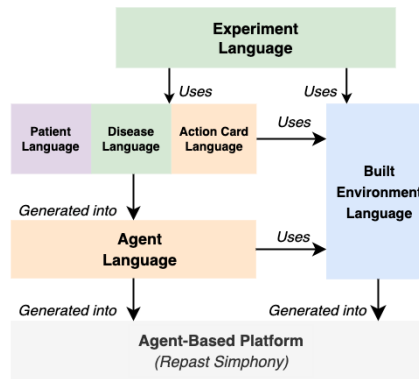 Experiment
Language
Uses
Uses
Patient
Language
Disease
Language
Action Card
Language
Uses
Built
Environment
Language
Generated into
Agent
Language
Uses
Generated into
Generated into
Agent-Based Platform
(Repast Simphony)